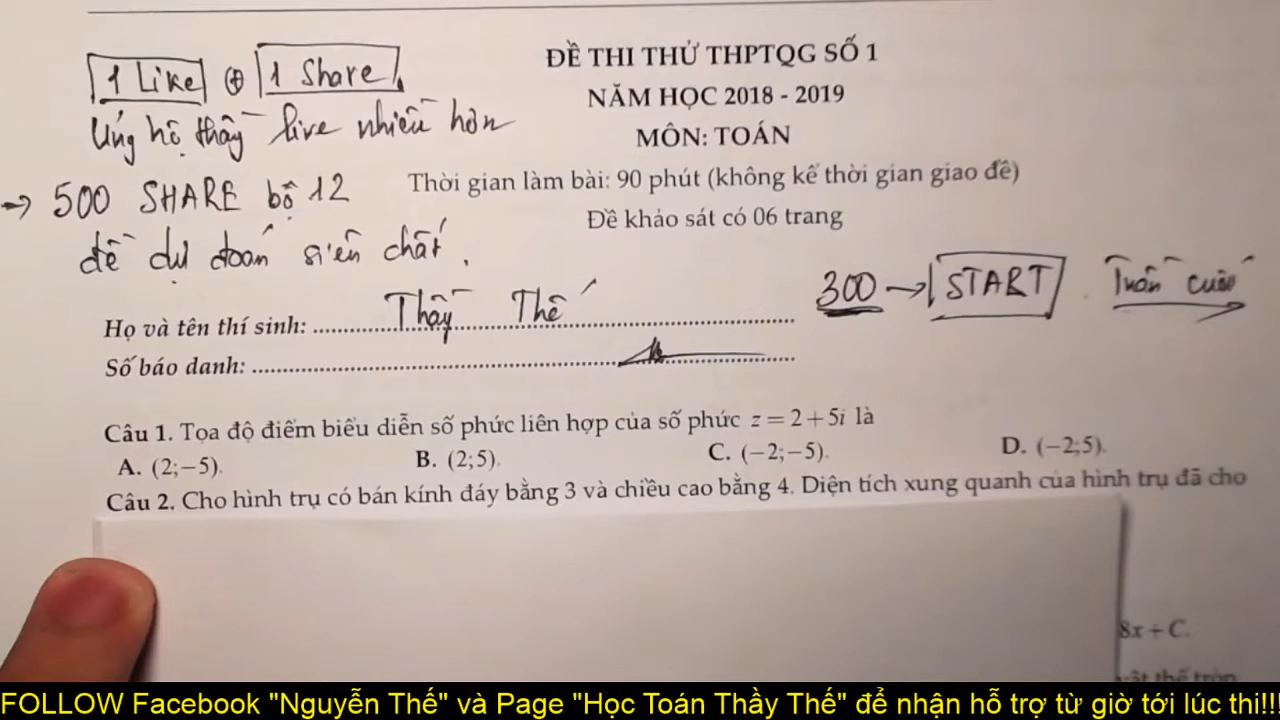 1 Like ⊕ 1 Share
Ủng hộ thầy live nhiều hơn
→ 500 SHARE bộ 12
đề dự đoán siêu chất.
ĐỀ THI THỬ THPTQG SỐ 1
NĂM HỌC 2018 - 2019
MÔN: TOÁN
Thời gian làm bài: 90 phút (không kể thời gian giao đề)
Đề khảo sát có 06 trang
300 → START Tuần cuối
Họ và tên thí sinh: Thầy Thế
Số báo danh:
Câu 1. Tọa độ điểm biểu diễn số phức liên hợp của số phức z = 2 + 5i là
A. (2;−5). B. (2;5). C. (−2;−5). D. (−2;5).
Câu 2. Cho hình trụ có bán kính đáy bằng 3 và chiều cao bằng 4. Diện tích xung quanh của hình trụ đã cho
8x + C.
vật thể tròn
FOLLOW Facebook "Nguyễn Thế" và Page "Học Toán Thầy Thế" để nhận hỗ trợ từ giờ tới lúc thi!!!